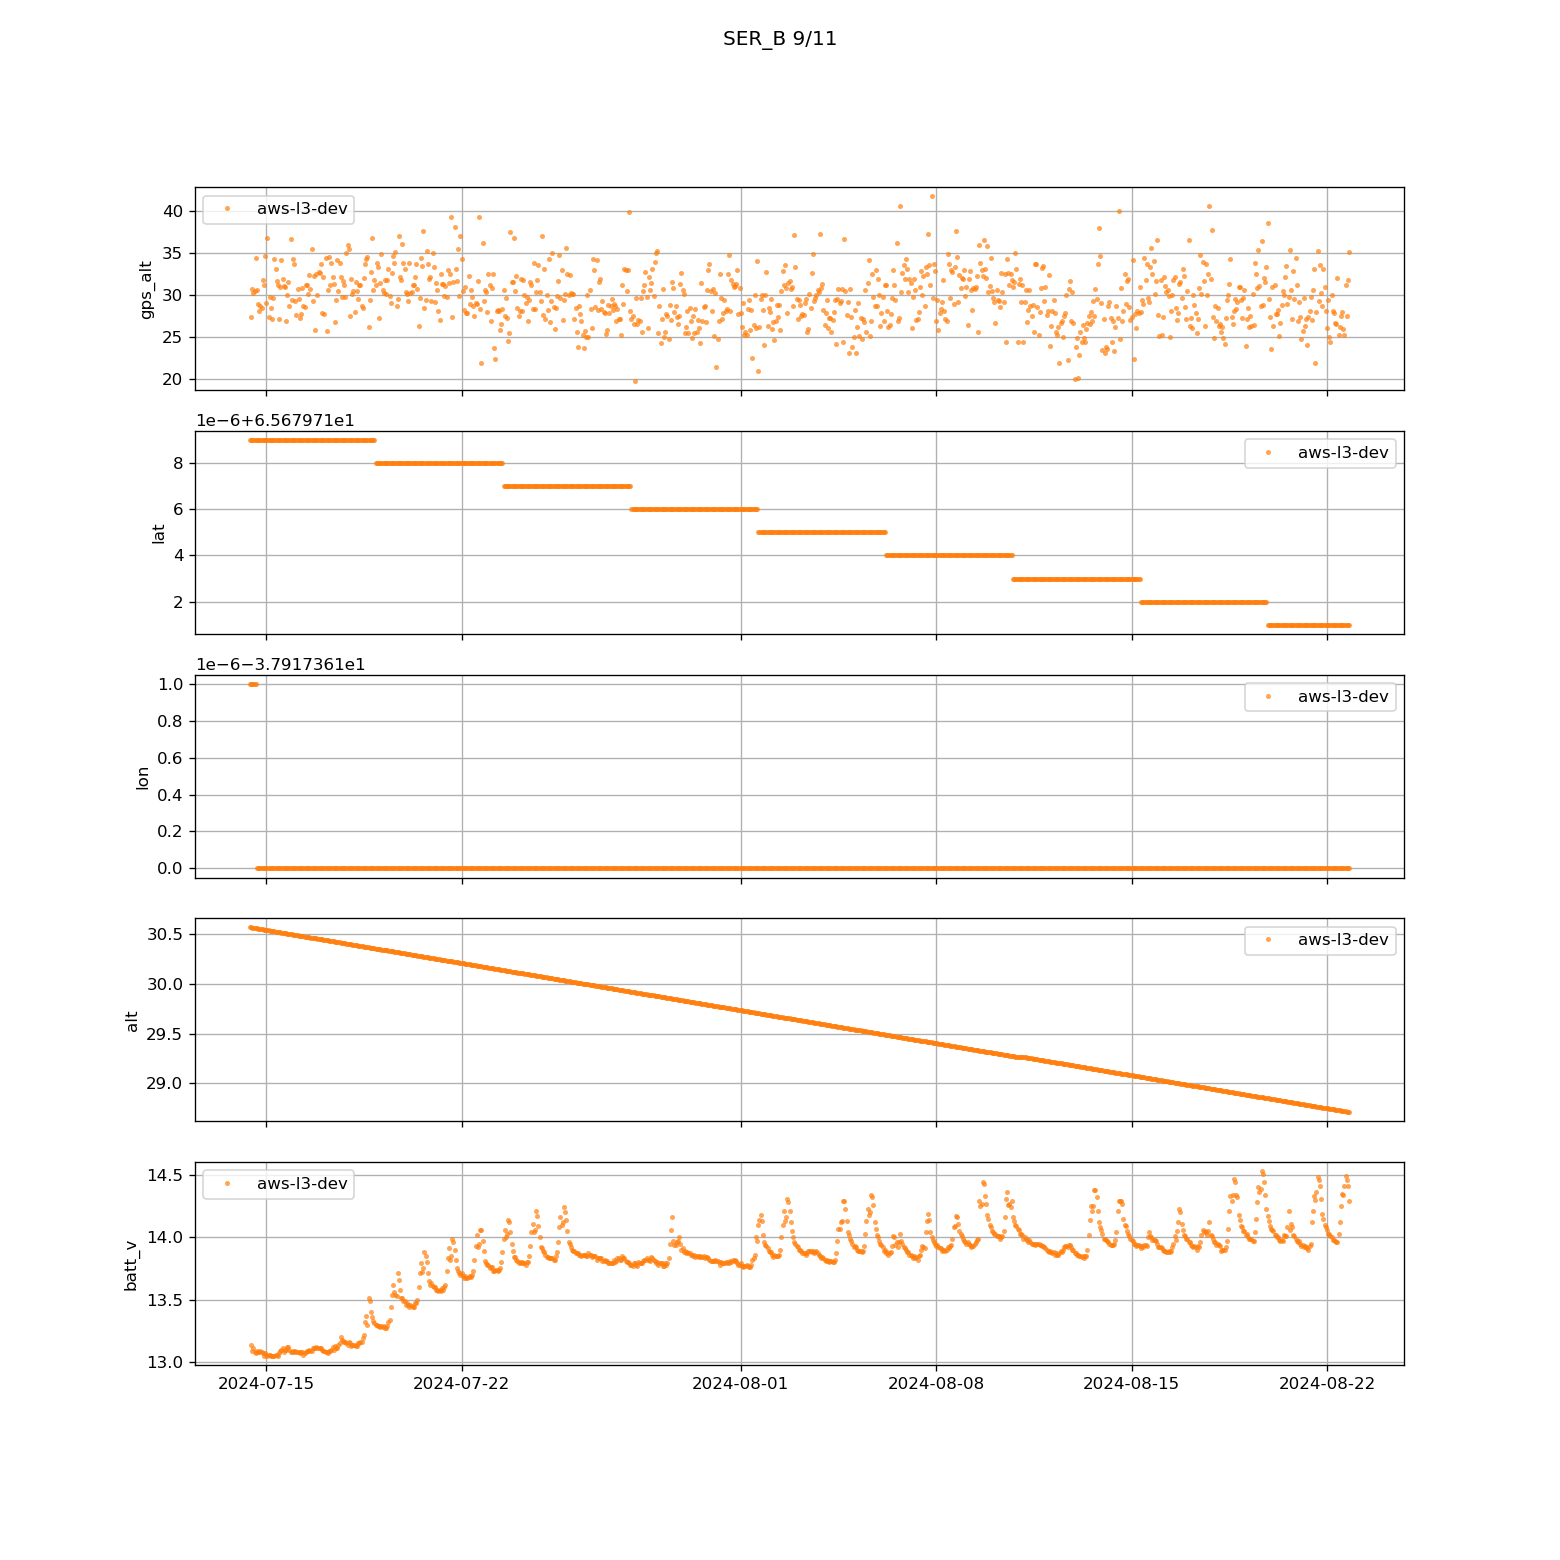 SER_B 9/11
aws-l3-dev
40
35
30
25
20
gps_alt
1e−6+6.567971e1
aws-l3-dev
8
6
4
2
lat
1e−6−3.7917361e1
aws-l3-dev
1.0
0.8
0.6
0.4
0.2
0.0
lon
aws-l3-dev
30.5
30.0
29.5
29.0
alt
aws-l3-dev
14.5
14.0
13.5
13.0
batt_v
2024-07-15 2024-07-22 2024-08-01 2024-08-08 2024-08-15 2024-08-22